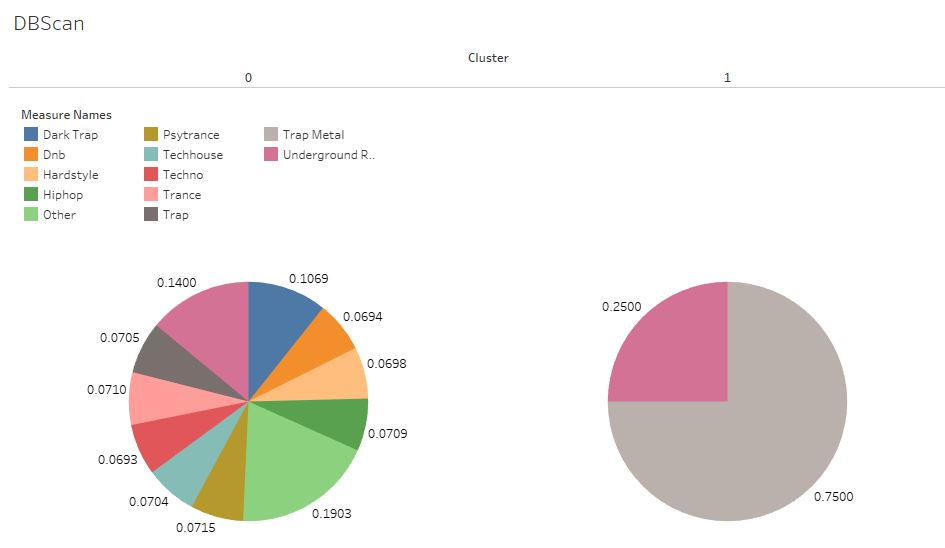 DBScan
Cluster
0 1
Measure Names
Dark Trap Psytrance Trap Metal
Dnb Techhouse Underground R..
Hardstyle Techno
Hiphop Trance
Other Trap
0.1400 0.1069
0.0694
0.0705
0.0698
0.0710
0.0709
0.0693
0.0704
0.1903
0.0715
0.2500
0.7500